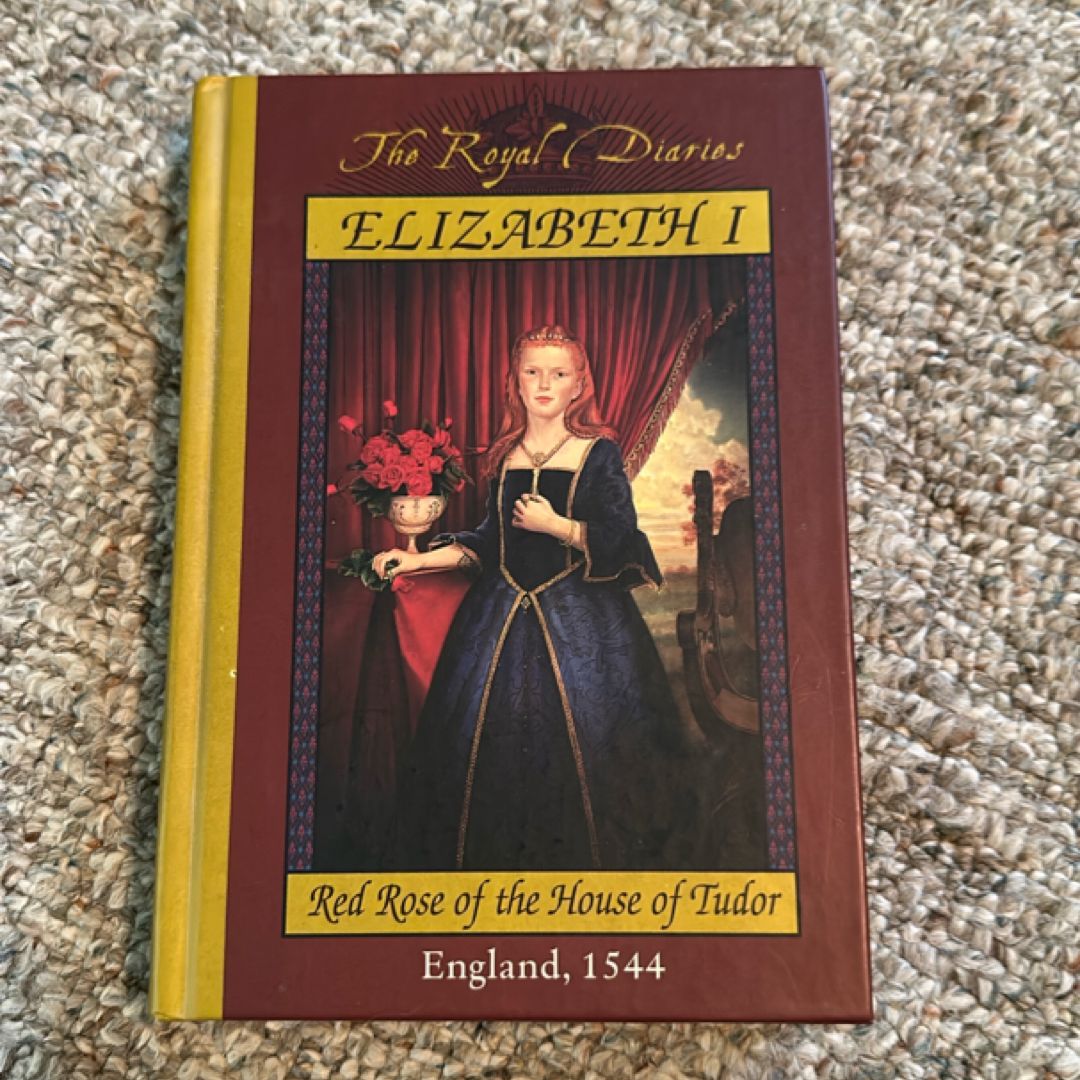 The Royal Diaries
ELIZABETH I
Red Rose of the House of Tudor
England, 1544